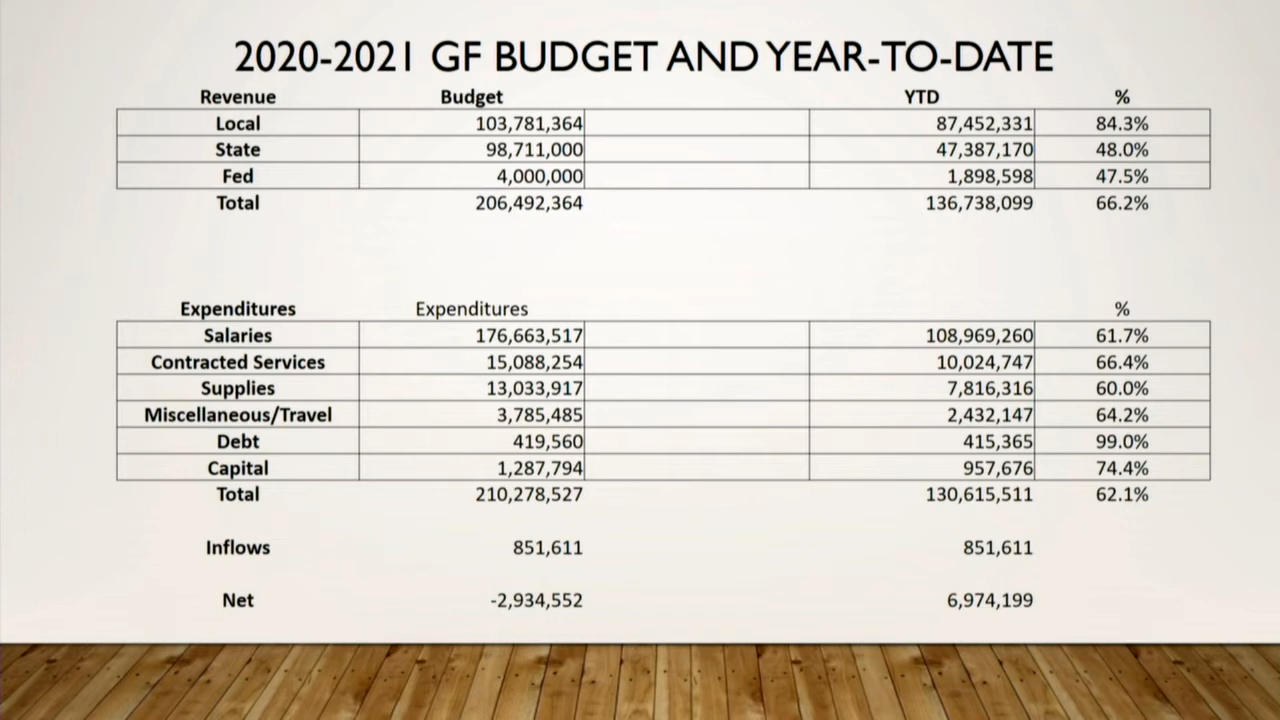 2020-2021 GF BUDGET AND YEAR-TO-DATE
Revenue Budget YTD %
Local 103,781,364 87,452,331 84.3%
State 98,711,000 47,387,170 48.0%
Fed 4,000,000 1,898,598 47.5%
Total 206,492,364 136,738,099 66.2%
Expenditures Expenditures %
Salaries 176,663,517 108,969,260 61.7%
Contracted Services 15,088,254 10,024,747 66.4%
Supplies 13,033,917 7,816,316 60.0%
Miscellaneous/Travel 3,785,485 2,432,147 64.2%
Debt 419,560 415,365 99.0%
Capital 1,287,794 957,676 74.4%
Total 210,278,527 130,615,511 62.1%
Inflows 851,611 851,611
Net -2,934,552 6,974,199